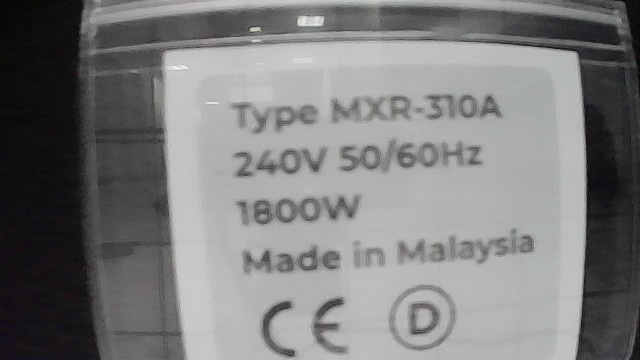 Type MXR-310A
240V 50/60Hz
1800W
Made in Malaysia
CE D